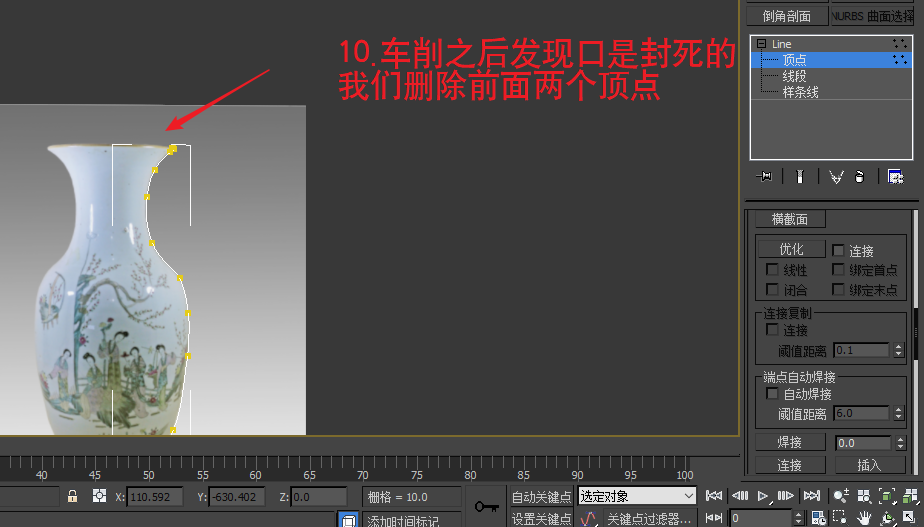 倒角剖面
NURBS 曲面选择
10.车削之后发现口是封死的
我们删除前面两个顶点
Line
顶点
线段
样条线
横截面
优化
连接
线性
绑定首点
闭合
绑定末点
连接复制
连接
阈值距离
0.1
端点自动焊接
自动焊接
阈值距离
6.0
焊接
0.0
连接
插入
40 45 50 55 60 65 70 75 80 85 90 95 100
X: 110.592 Y: -630.402 Z: 0.0 栅格 = 10.0 自动关键点 选定对象
添加时间标记 设置关键点 关键点过滤器... 0